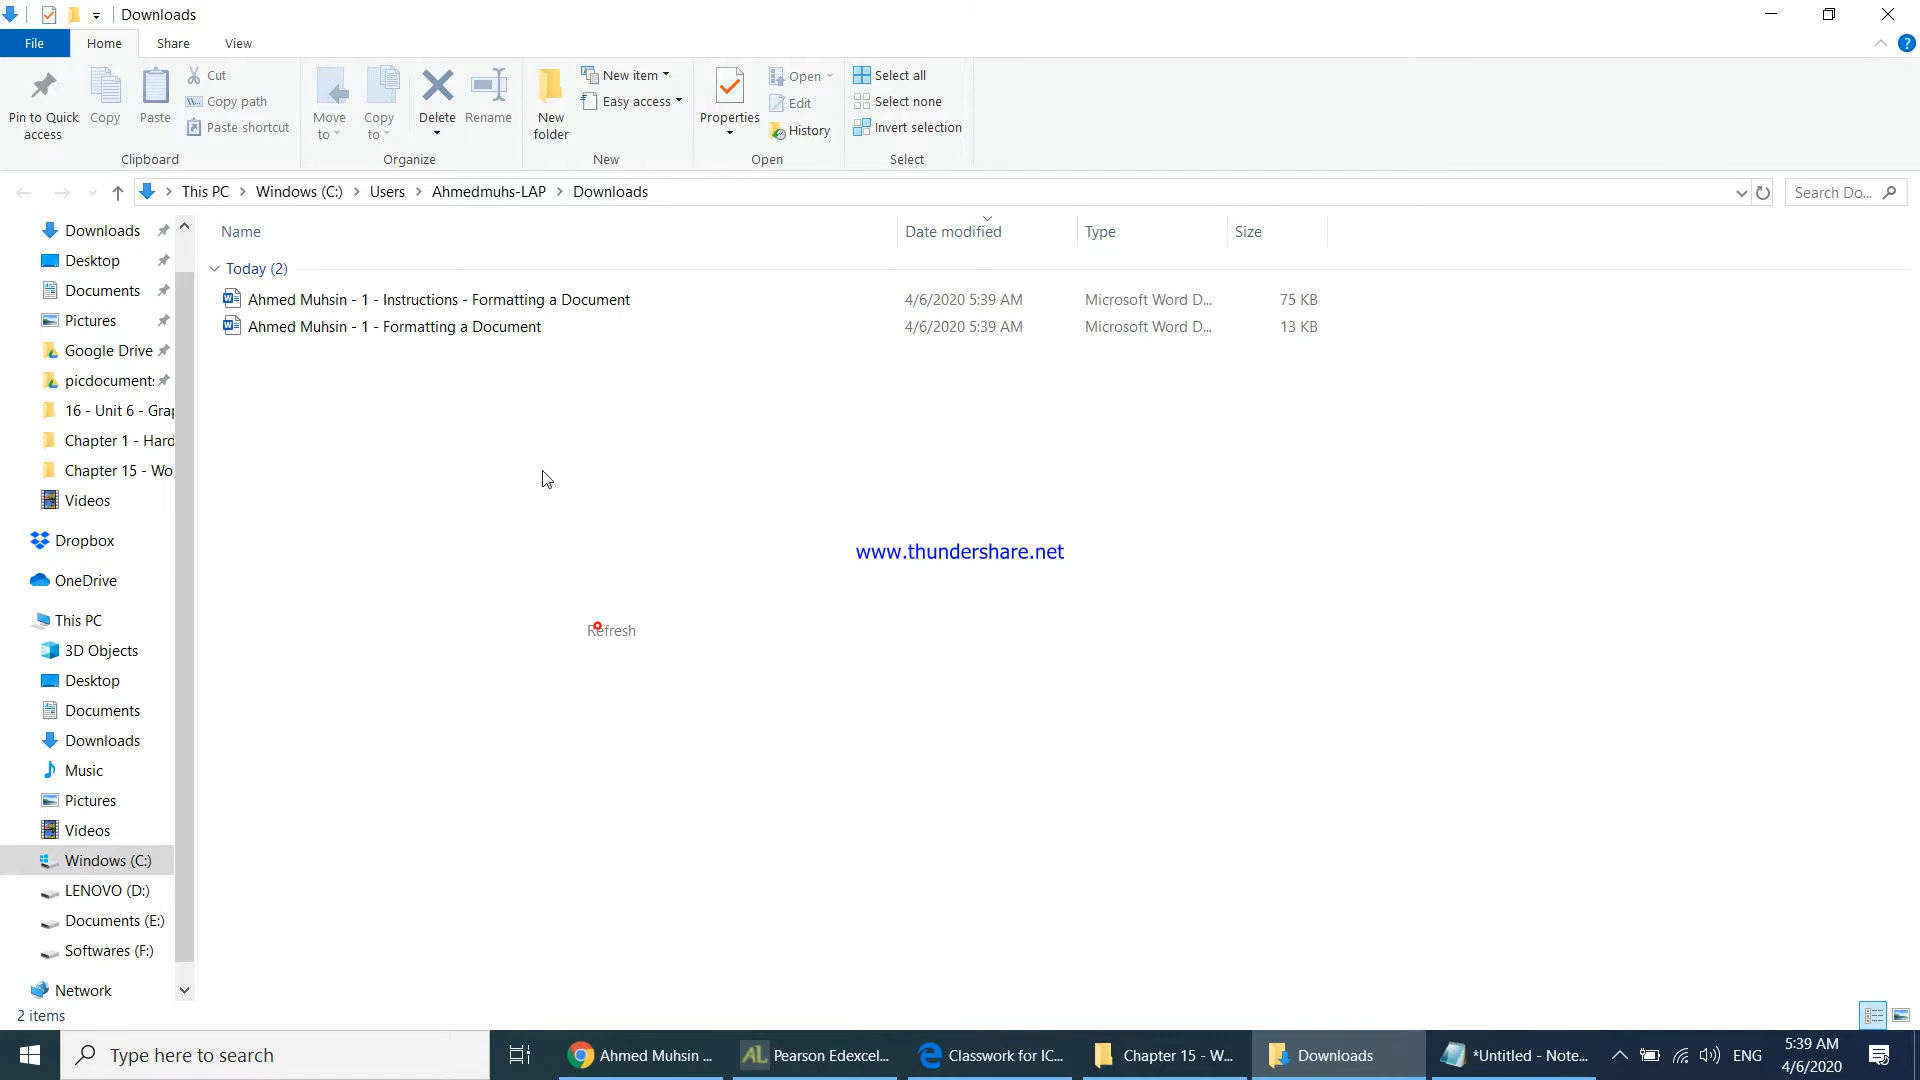 Downloads
File Home Share View
Pin to Quick access
Copy
Paste
Cut
Copy path
Paste shortcut
Clipboard
Move to
Copy to
Delete
Rename
Organize
New folder
New item
Easy access
New
Properties
Open
Edit
History
Open
Select all
Select none
Invert selection
Select
This PC > Windows (C:) > Users > Ahmedmuhs-LAP > Downloads
Search Do...
Name Date modified Type Size
Today (2)
Ahmed Muhsin - 1 - Instructions - Formatting a Document 4/6/2020 5:39 AM Microsoft Word D... 75 KB
Ahmed Muhsin - 1 - Formatting a Document 4/6/2020 5:39 AM Microsoft Word D... 13 KB
Downloads
Desktop
Documents
Pictures
Google Drive
picdocument
16 - Unit 6 - Grap
Chapter 1 - Hard
Chapter 15 - Wo
Videos
Dropbox
OneDrive
This PC
3D Objects
Desktop
Documents
Downloads
Music
Pictures
Videos
Windows (C:)
LENOVO (D:)
Documents (E:)
Softwares (F:)
Network
www.thundershare.net
Refresh
2 items
Type here to search
Ahmed Muhsin ...
AL Pearson Edexcel...
Classwork for IC...
Chapter 15 - W...
Downloads
*Untitled - Note...
ENG
5:39 AM
4/6/2020